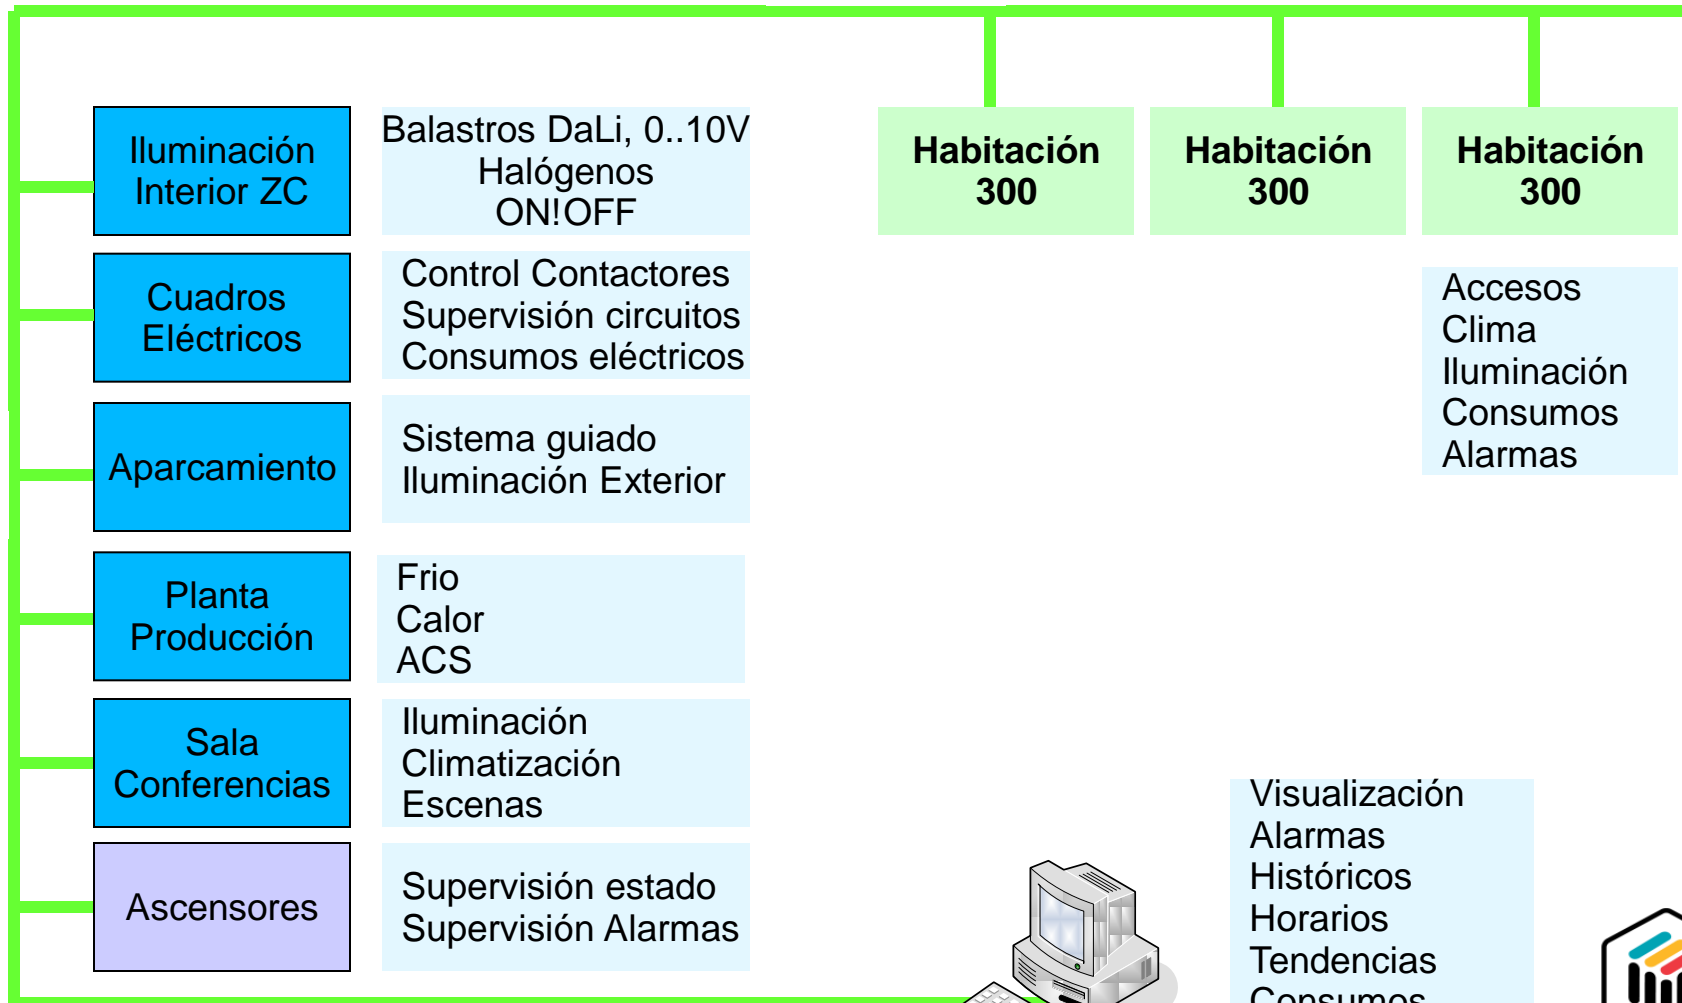 Iluminación
Interior ZC
Balastros DaLi, 0..10V
Halógenos
ON!OFF
Habitación
300
Habitación
300
Habitación
300
Cuadros
Eléctricos
Control Contactores
Supervisión circuitos
Consumos eléctricos
Accesos
Clima
Iluminación
Consumos
Alarmas
Aparcamiento
Sistema guiado
Iluminación Exterior
Planta
Producción
Frio
Calor
ACS
Sala
Conferencias
Iluminación
Climatización
Escenas
Ascensores
Supervisión estado
Supervisión Alarmas
Visualización
Alarmas
Históricos
Horarios
Tendencias
Consumos